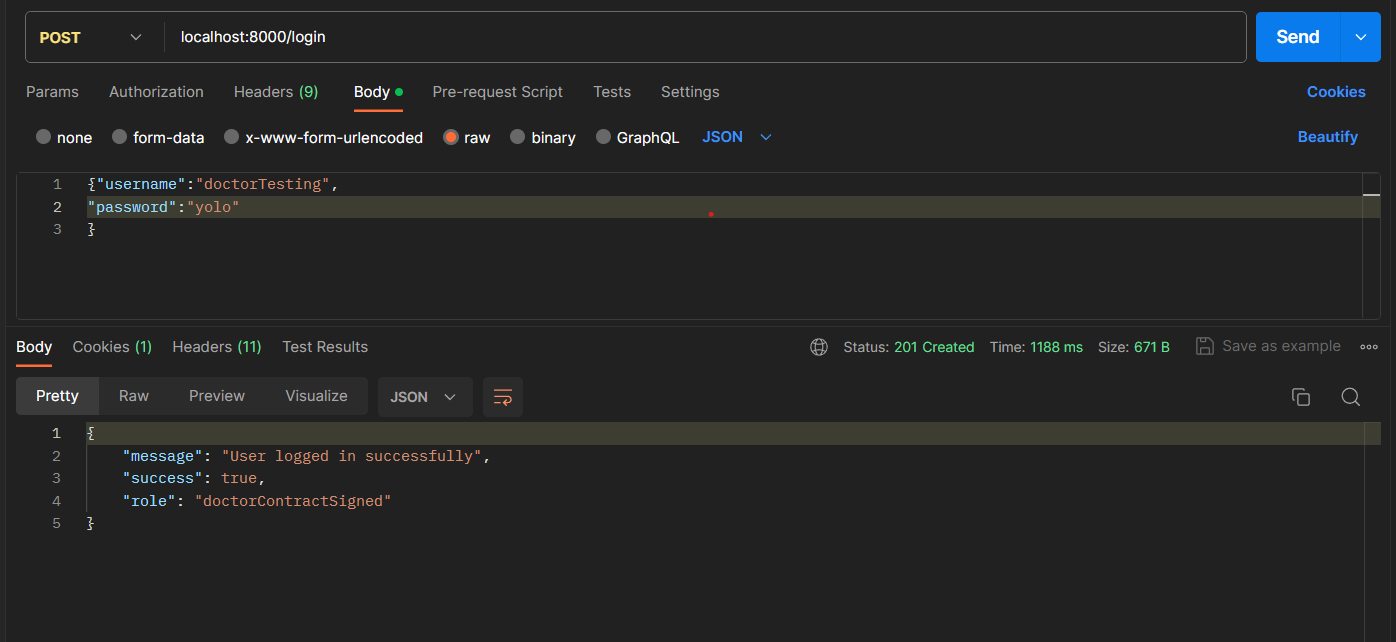 POST localhost:8000/login Send
Params Authorization Headers (9) Body Pre-request Script Tests Settings Cookies
none form-data x-www-form-urlencoded raw binary GraphQL JSON Beautify
1 {"username":"doctorTesting",
2 "password":"yolo"
3 }
Body Cookies (1) Headers (11) Test Results Status: 201 Created Time: 1188 ms Size: 671 B Save as example
Pretty Raw Preview Visualize JSON
1 {
2 "message": "User logged in successfully",
3 "success": true,
4 "role": "doctorContractSigned"
5 }